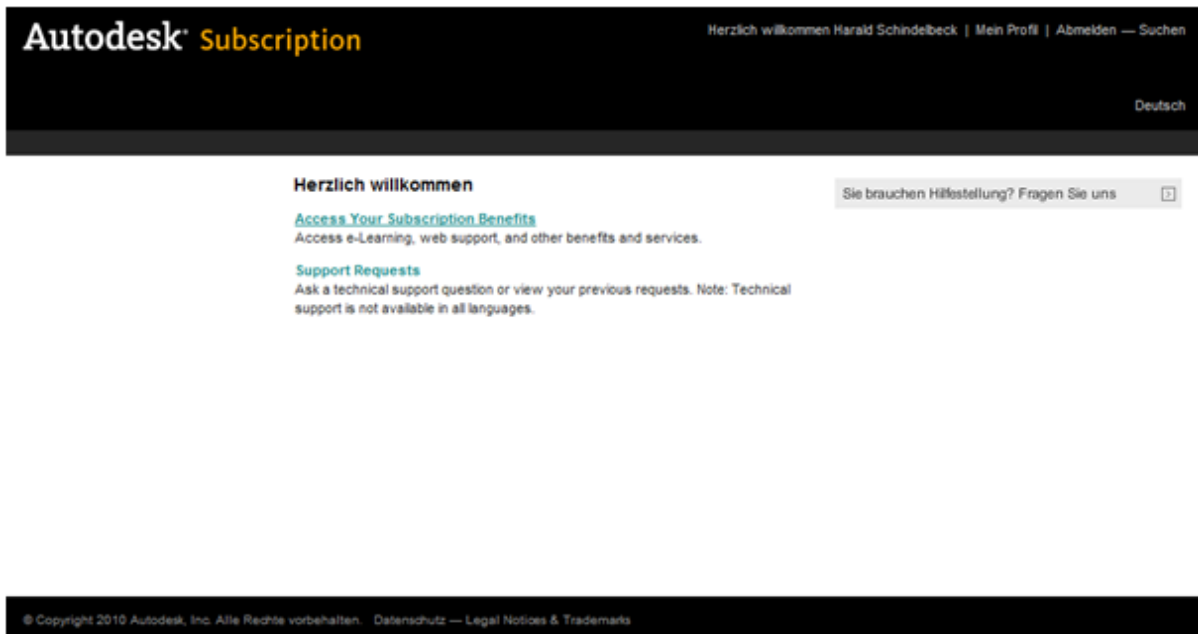 Autodesk® Subscription
Herzlich willkommen Harald Schindelbeck | Mein Profil | Abmelden — Suchen
Deutsch
Herzlich willkommen
Access Your Subscription Benefits
Access e-Learning, web support, and other benefits and services.
Support Requests
Ask a technical support question or view your previous requests. Note: Technical
support is not available in all languages.
Sie brauchen Hilfestellung? Fragen Sie uns
© Copyright 2010 Autodesk, Inc. Alle Rechte vorbehalten. Datenschutz — Legal Notices & Trademarks